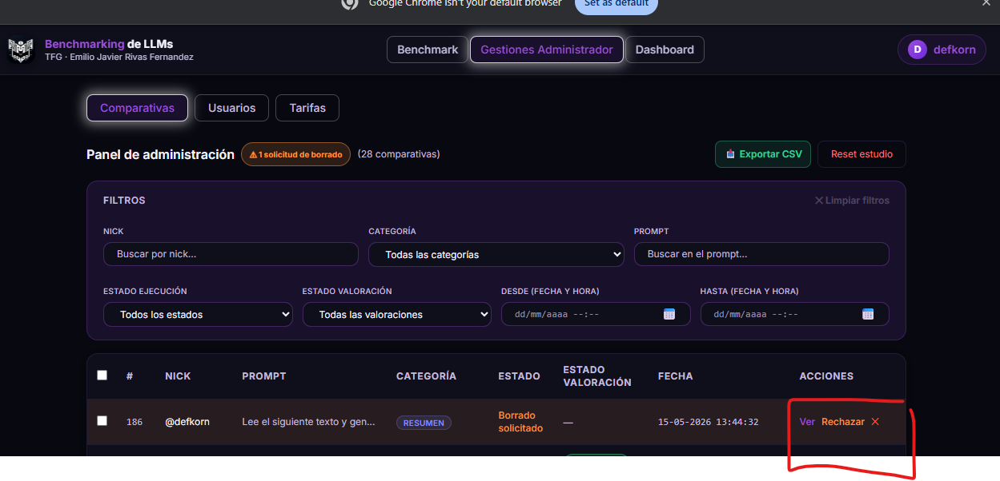 Google Chrome isn't your default browser Set as default
Benchmarking de LLMs
TFG · Emilio Javier Rivas Fernandez
Benchmark Gestiones Administrador Dashboard
D defkorn
Comparativas Usuarios Tarifas
Panel de administración ⚠ 1 solicitud de borrado (28 comparativas) Exportar CSV Reset estudio
FILTROS ✕ Limpiar filtros
NICK CATEGORÍA PROMPT
Buscar por nick... Todas las categorías Buscar en el prompt...
ESTADO EJECUCIÓN ESTADO VALORACIÓN DESDE (FECHA Y HORA) HASTA (FECHA Y HORA)
Todos los estados Todas las valoraciones dd/mm/aaaa --:-- dd/mm/aaaa --:--
# NICK PROMPT CATEGORÍA ESTADO ESTADO VALORACIÓN FECHA ACCIONES
186 @defkorn Lee el siguiente texto y gen... RESUMEN Borrado solicitado — 15-05-2026 13:44:32 Ver Rechazar ✕